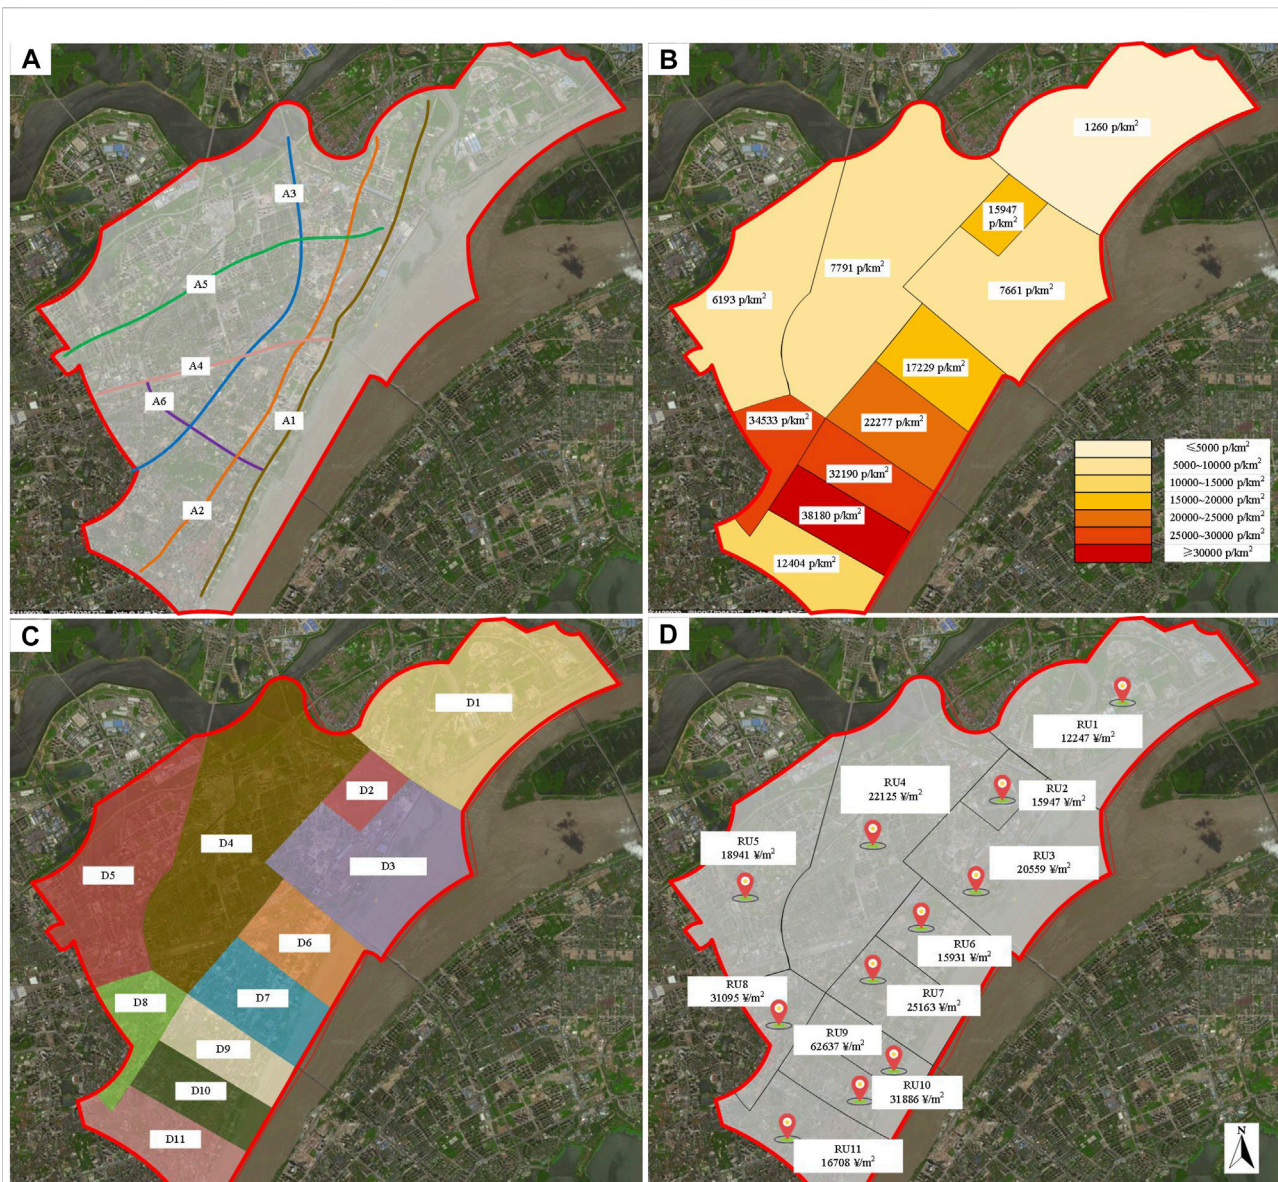 A
A3
A5
A4
A6
A1
A2
B
1260 p/km²
15947
p/km²
7791 p/km²
7661 p/km²
6193 p/km²
17229 p/km²
34533 p/km²
22277 p/km²
32190 p/km²
38180 p/km²
12404 p/km²
≤5000 p/km²
5000~10000 p/km²
10000~15000 p/km²
15000~20000 p/km²
20000~25000 p/km²
25000~30000 p/km²
≥30000 p/km²
C
D1
D2
D4
D3
D5
D6
D7
D8
D9
D10
D11
D
RU1
12247 ¥/m²
RU4
22125 ¥/m²
RU2
15947 ¥/m²
RU5
18941 ¥/m²
RU3
20559 ¥/m²
RU6
15931 ¥/m²
RU8
31095 ¥/m²
RU7
25163 ¥/m²
RU9
62637 ¥/m²
RU10
31886 ¥/m²
RU11
16708 ¥/m²
N